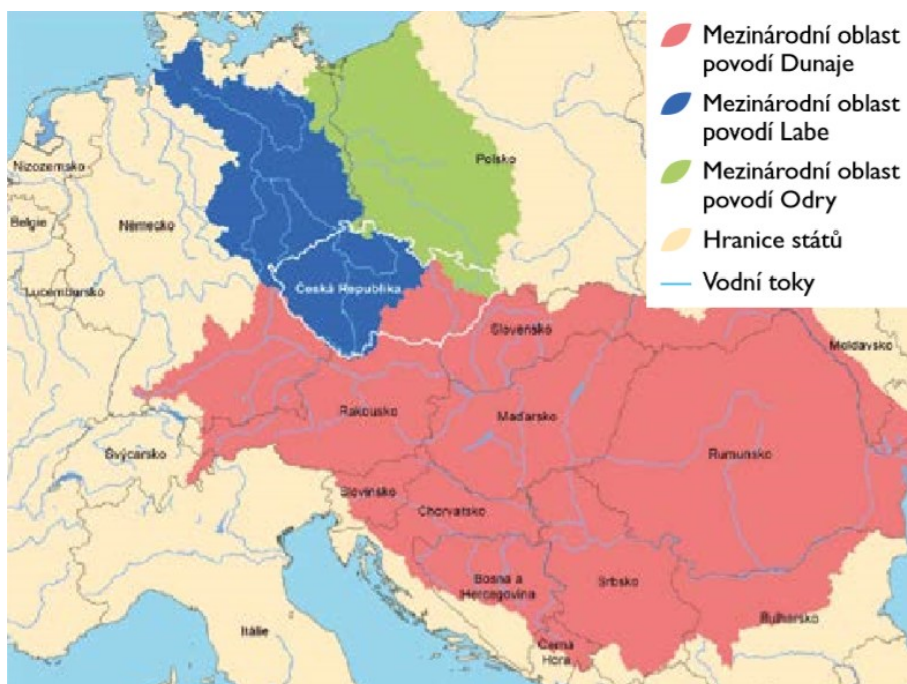 Mezinárodní oblast
povodí Dunaje
Mezinárodní oblast
povodí Labe
Mezinárodní oblast
povodí Odry
Hranice států
Vodní toky
Nizozemsko
Polsko
Belgie
Německo
Lucembursko
Česká Republika
Slovensko
Moldavsko
Rakousko
Maďarsko
Švýcarsko
Rumunsko
Slovinsko
Chorvatsko
Bosna a
Hercegovina
Srbsko
Bulharsko
Itálie
Černá
Hora